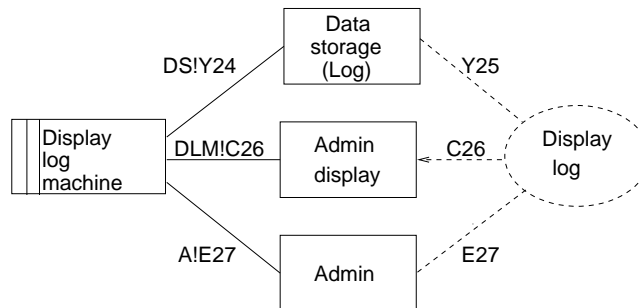 Data
storage
(Log)
DS!Y24
Y25
Display
log
machine
DLM!C26
Admin
display
C26
Display
log
A!E27
Admin
E27